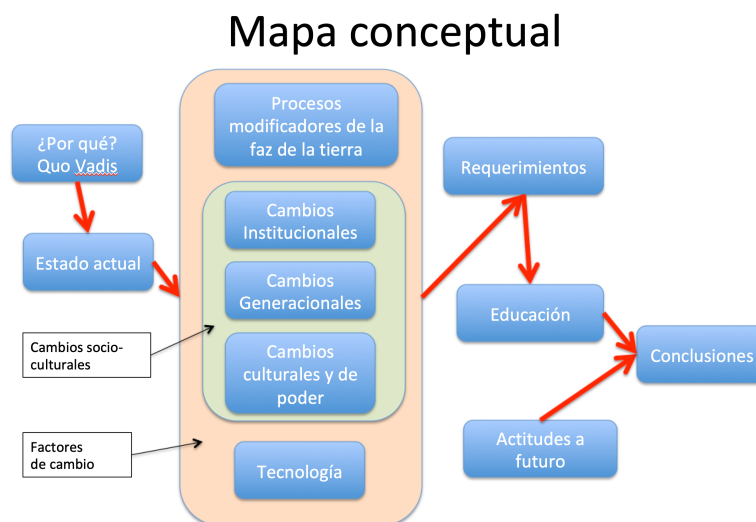 Mapa conceptual
¿Por qué?
Quo Vadis
Estado actual
Procesos
modificadores de la
faz de la tierra
Cambios
Institucionales
Cambios
Generacionales
Cambios
culturales y de
poder
Tecnología
Cambios socio-
culturales
Factores
de cambio
Requerimientos
Educación
Conclusiones
Actitudes a
futuro